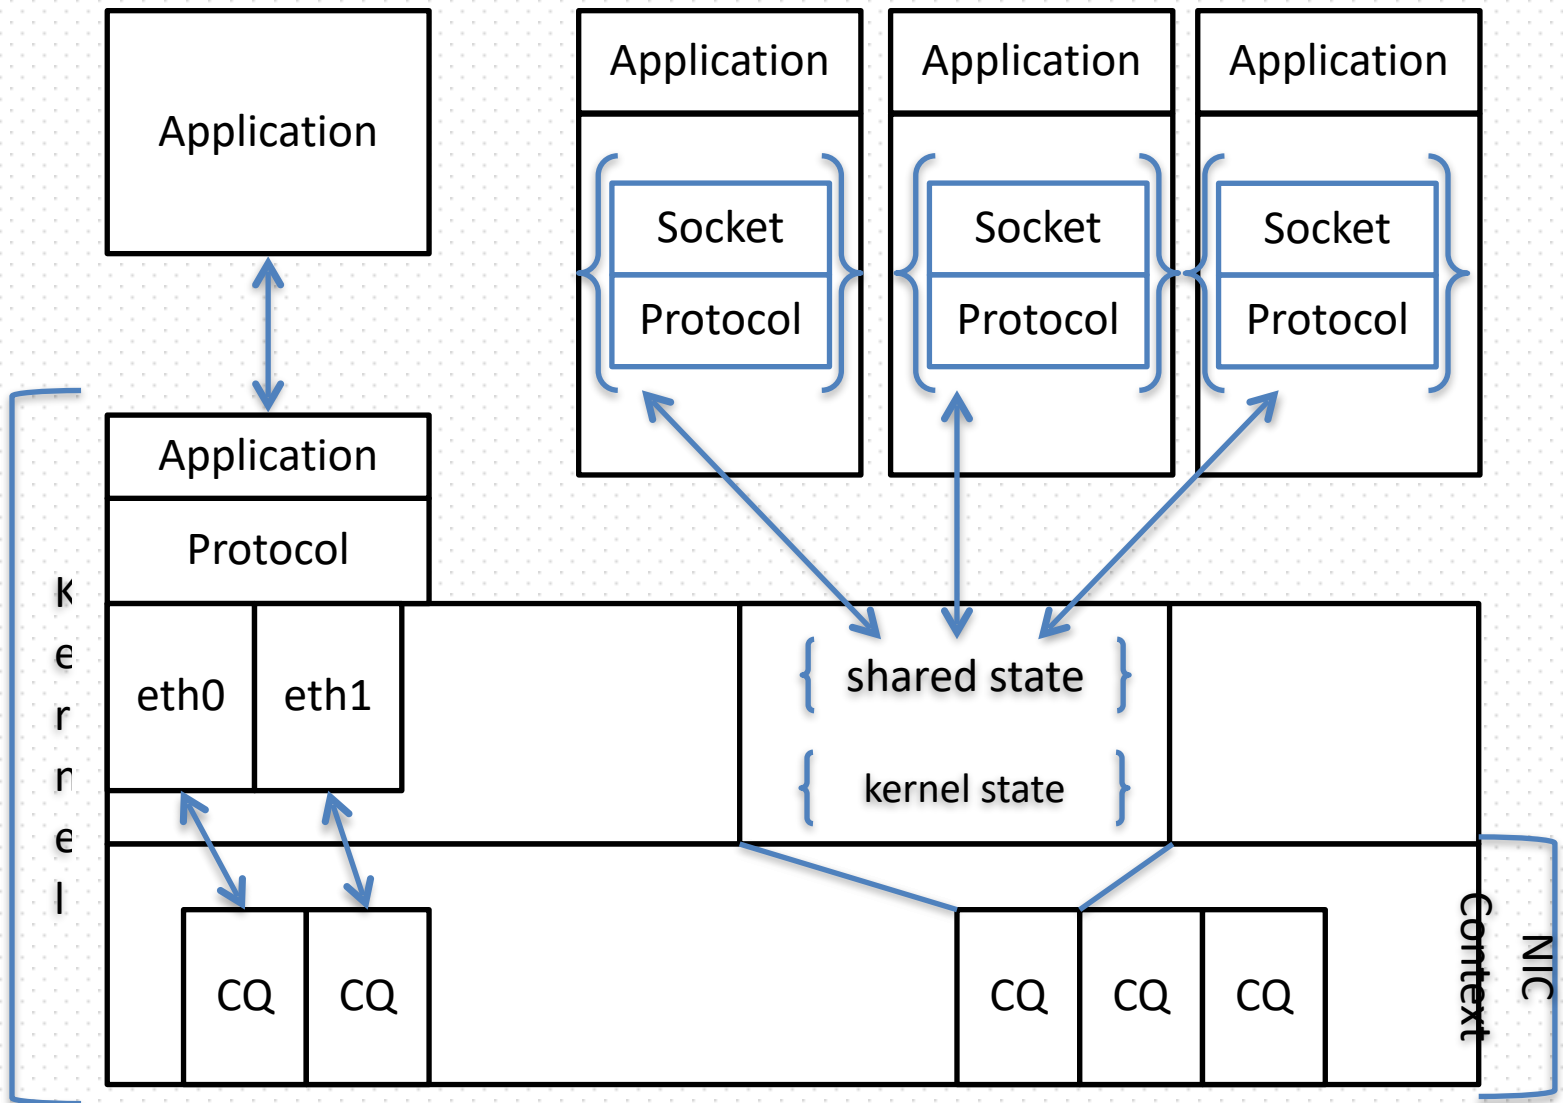 Application
Application
Application
Application
Socket
Socket
Socket
Protocol
Protocol
Protocol
Application
Protocol
Kernel
eth0
eth1
shared state
kernel state
CQ
CQ
CQ
CQ
CQ
NIC
Context